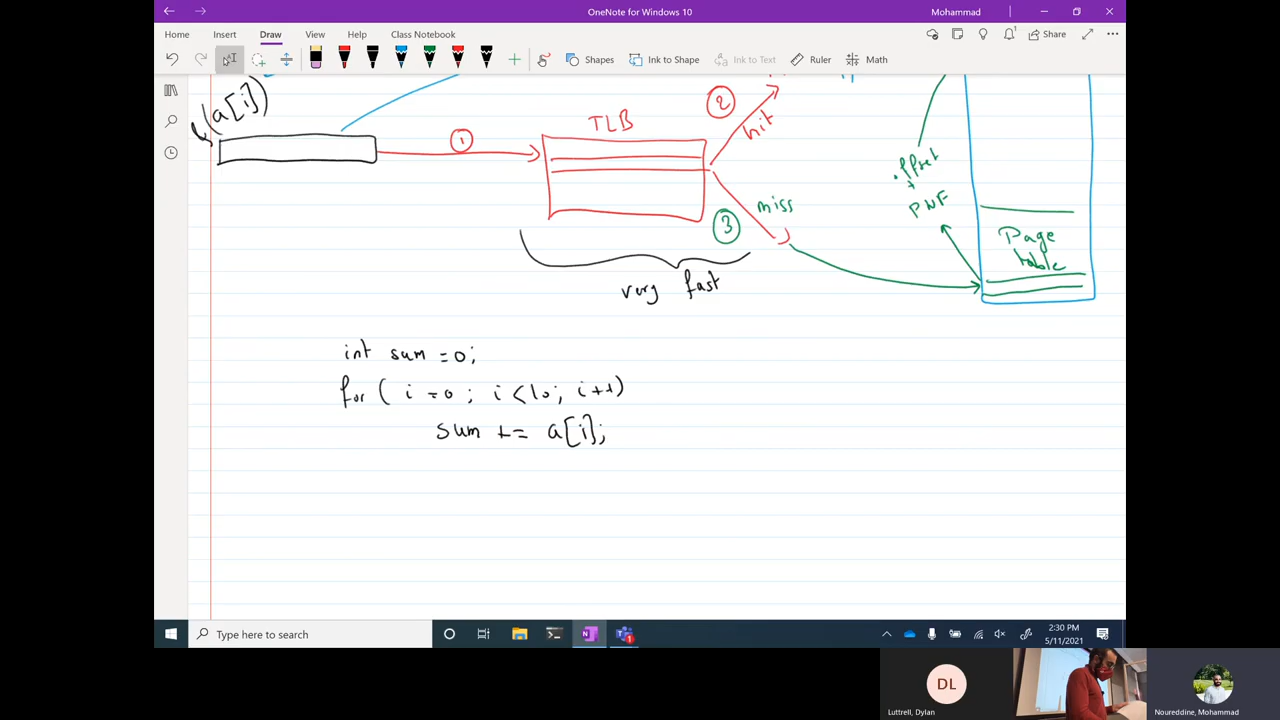 OneNote for Windows 10
Mohammad
Home
Insert
Draw
View
Help
Class Notebook
Share
Shapes
Ink to Shape
Ink to Text
Ruler
Math
(a[i])
1
TLB
2
hit
3
miss
offset
+
PNF
Page
table
very fast
int sum =0;
for( i =0; i<10; i++)
sum += a[i];
Type here to search
2:30 PM
5/11/2021
DL
Luttrell, Dylan
Noureddine, Mohammad